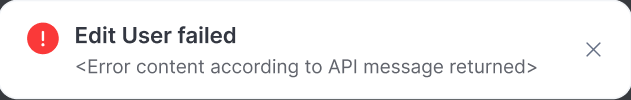 Edit User failed
<Error content according to API message returned>